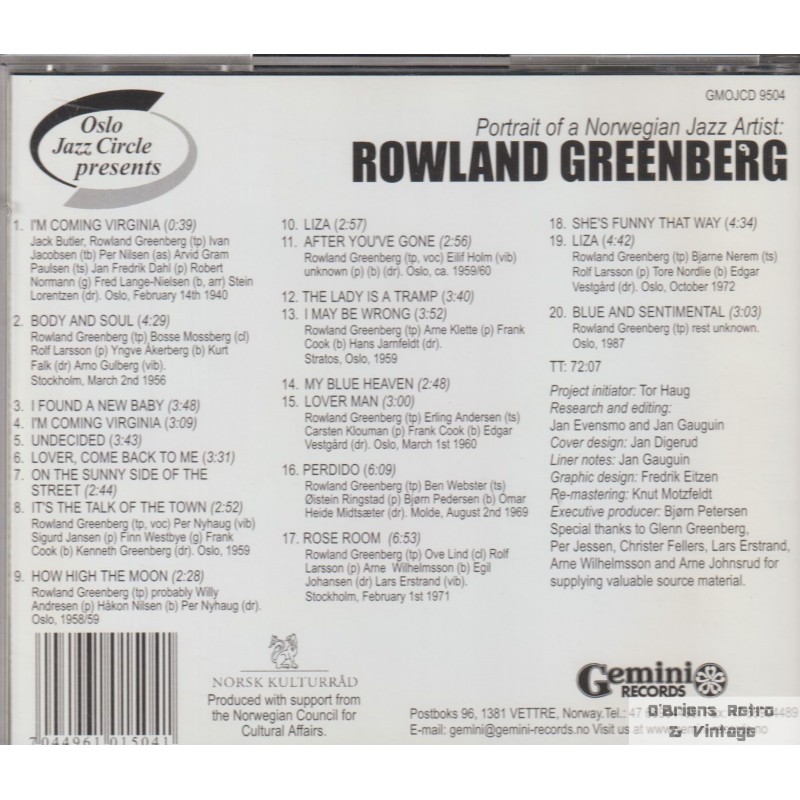 GMOJCD 9504
Oslo
Jazz Circle
presents
Portrait of a Norwegian Jazz Artist:
ROWLAND GREENBERG
1. I'M COMING VIRGINIA (0:39)
Jack Butler, Rowland Greenberg (tp) Ivan
Jacobsen (tb) Per Nilsen (as) Arvid Gram
Paulsen (ts) Jan Fredrik Dahl (p) Robert
Normann (g) Fred Lange-Nielsen (b, arr) Stein
Lorentzen (dr). Oslo, February 14th 1940
2. BODY AND SOUL (4:29)
Rowland Greenberg (tp) Bosse Mossberg (cl)
Rolf Larsson (p) Yngve Åkerberg (b) Kurt
Falk (dr) Arno Gulberg (vib).
Stockholm, March 2nd 1956
3. I FOUND A NEW BABY (3:48)
4. I'M COMING VIRGINIA (3:09)
5. UNDECIDED (3:43)
6. LOVER, COME BACK TO ME (3:31)
7. ON THE SUNNY SIDE OF THE
STREET (2:44)
8. IT'S THE TALK OF THE TOWN (2:52)
Rowland Greenberg (tp, voc) Per Nyhaug (vib)
Sigurd Jansen (p) Finn Westbye (g) Frank
Cook (b) Kenneth Greenberg (dr). Oslo, 1959
9. HOW HIGH THE MOON (2:28)
Rowland Greenberg (tp) probably Willy
Andresen (p) Håkon Nilsen (b) Per Nyhaug (dr).
Oslo, 1958/59
10. LIZA (2:57)
11. AFTER YOU'VE GONE (2:56)
Rowland Greenberg (tp, voc) Eilif Holm (vib)
unknown (p) (b) (dr). Oslo, ca. 1959/60
12. THE LADY IS A TRAMP (3:40)
13. I MAY BE WRONG (3:52)
Rowland Greenberg (tp) Arne Klette (p) Frank
Cook (b) Hans Jarnfeldt (dr).
Stratos, Oslo, 1959
14. MY BLUE HEAVEN (2:48)
15. LOVER MAN (3:00)
Rowland Greenberg (tp) Erling Andersen (ts)
Carsten Klouman (p) Frank Cook (b) Edgar
Vestgård (dr). Oslo, March 1st 1960
16. PERDIDO (6:09)
Rowland Greenberg (tp) Ben Webster (ts)
Øistein Ringstad (p) Bjørn Pedersen (b) Omar
Heide Midtsæter (dr). Molde, August 2nd 1969
17. ROSE ROOM (6:53)
Rowland Greenberg (tp) Ove Lind (cl) Rolf
Larsson (p) Arne Wilhelmsson (b) Egil
Johansen (dr) Lars Erstrand (vib).
Stockholm, February 1st 1971
18. SHE'S FUNNY THAT WAY (4:34)
19. LIZA (4:42)
Rowland Greenberg (tp) Bjarne Nerem (ts)
Rolf Larsson (p) Tore Nordlie (b) Edgar
Vestgård (dr). Oslo, October 1972
20. BLUE AND SENTIMENTAL (3:03)
Rowland Greenberg (tp) rest unknown.
Oslo, 1987
TT: 72:07
Project initiator: Tor Haug
Research and editing:
Jan Evensmo and Jan Gauguin
Cover design: Jan Digerud
Liner notes: Jan Gauguin
Graphic design: Fredrik Eitzen
Re-mastering: Knut Motzfeldt
Executive producer: Bjørn Petersen
Special thanks to Glenn Greenberg,
Per Jessen, Christer Fellers, Lars Erstrand,
Arne Wilhelmsson and Arne Johnsrud for
supplying valuable source material.
7 044961 015041
NORSK KULTURRÅD
Produced with support from
the Norwegian Council for
Cultural Affairs.
Gemini
RECORDS
Postboks 96, 1381 VETTRE, Norway.Tel.: 47
E-mail: gemini@gemini-records.no Visit us at
O'Briens Retro
& Vintage